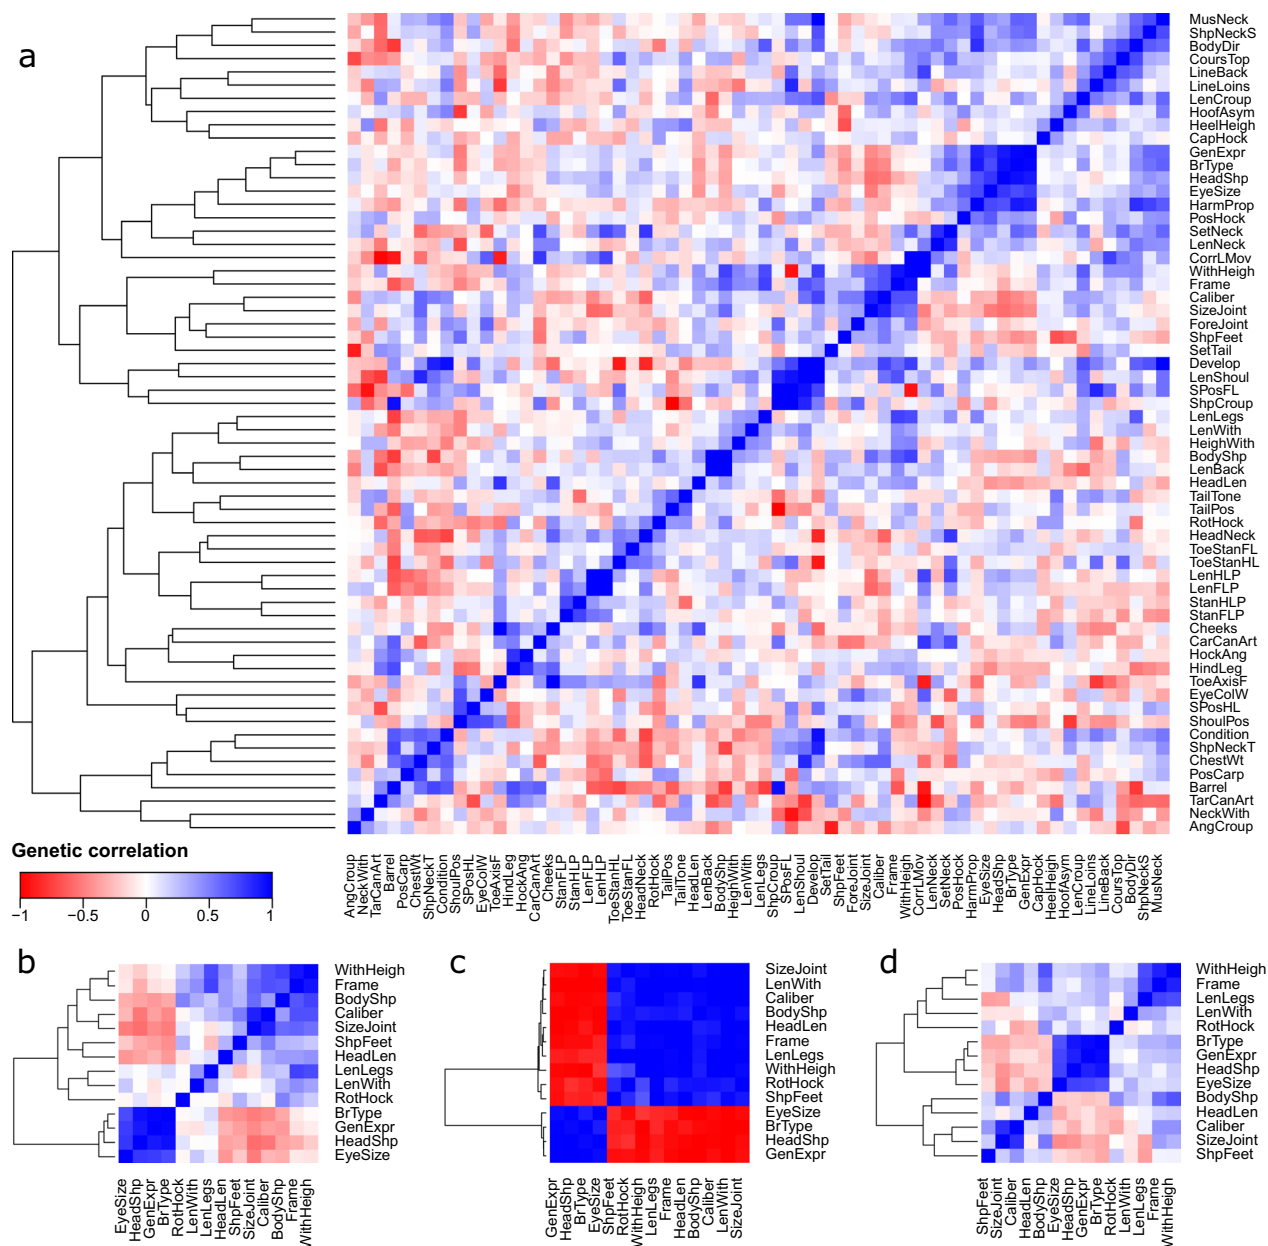 a
MusNeck
ShpNeckS
BodyDir
CoursTop
LineBack
LineLoins
LenCroup
HoofAsym
HeelHeigh
CapHock
GenExpr
BrType
HeadShp
EyeSize
HarmProp
PosHock
SetNeck
LenNeck
CorrLMov
WithHeigh
Frame
Caliber
SizeJoint
ForeJoint
ShpFeet
SetTail
Develop
LenShoul
SPosFL
ShpCroup
LenLegs
LenWith
HeighWith
BodyShp
LenBack
HeadLen
TailTone
TailPos
RotHock
HeadNeck
ToeStanFL
ToeStanHL
LenHLP
LenFLP
StanHLP
StanFLP
Cheeks
CarCanArt
HockAng
HindLeg
ToeAxisF
EyeColW
SPosHL
ShoulPos
Condition
ShpNeckT
ChestWt
PosCarp
Barrel
TarCanArt
NeckWith
AngCroup
Genetic correlation
−1 −0.5 0 0.5 1
AngCroup
NeckWith
TarCanArt
Barrel
PosCarp
ChestWt
ShpNeckT
Condition
ShoulPos
SPosHL
EyeColW
ToeAxisF
HindLeg
HockAng
CarCanArt
Cheeks
StanFLP
StanHLP
LenFLP
LenHLP
ToeStanHL
ToeStanFL
HeadNeck
RotHock
TailPos
TailTone
HeadLen
LenBack
BodyShp
HeighWith
LenWith
LenLegs
ShpCroup
SPosFL
LenShoul
Develop
SetTail
ShpFeet
ForeJoint
SizeJoint
Caliber
Frame
WithHeigh
CorrLMov
LenNeck
SetNeck
PosHock
HarmProp
EyeSize
HeadShp
BrType
GenExpr
CapHock
HeelHeigh
HoofAsym
LenCroup
LineLoins
LineBack
CoursTop
BodyDir
ShpNeckS
MusNeck
b
WithHeigh
Frame
BodyShp
Caliber
SizeJoint
ShpFeet
HeadLen
LenLegs
LenWith
RotHock
BrType
GenExpr
HeadShp
EyeSize
EyeSize
HeadShp
GenExpr
BrType
RotHock
LenWith
LenLegs
HeadLen
ShpFeet
SizeJoint
Caliber
BodyShp
Frame
WithHeigh
c
SizeJoint
LenWith
Caliber
BodyShp
HeadLen
Frame
LenLegs
WithHeigh
RotHock
ShpFeet
EyeSize
BrType
HeadShp
GenExpr
GenExpr
HeadShp
BrType
EyeSize
ShpFeet
RotHock
WithHeigh
LenLegs
Frame
HeadLen
BodyShp
Caliber
LenWith
SizeJoint
d
WithHeigh
Frame
LenLegs
LenWith
RotHock
BrType
GenExpr
HeadShp
EyeSize
BodyShp
HeadLen
Caliber
SizeJoint
ShpFeet
ShpFeet
SizeJoint
Caliber
HeadLen
BodyShp
EyeSize
HeadShp
GenExpr
BrType
RotHock
LenWith
LenLegs
Frame
WithHeigh